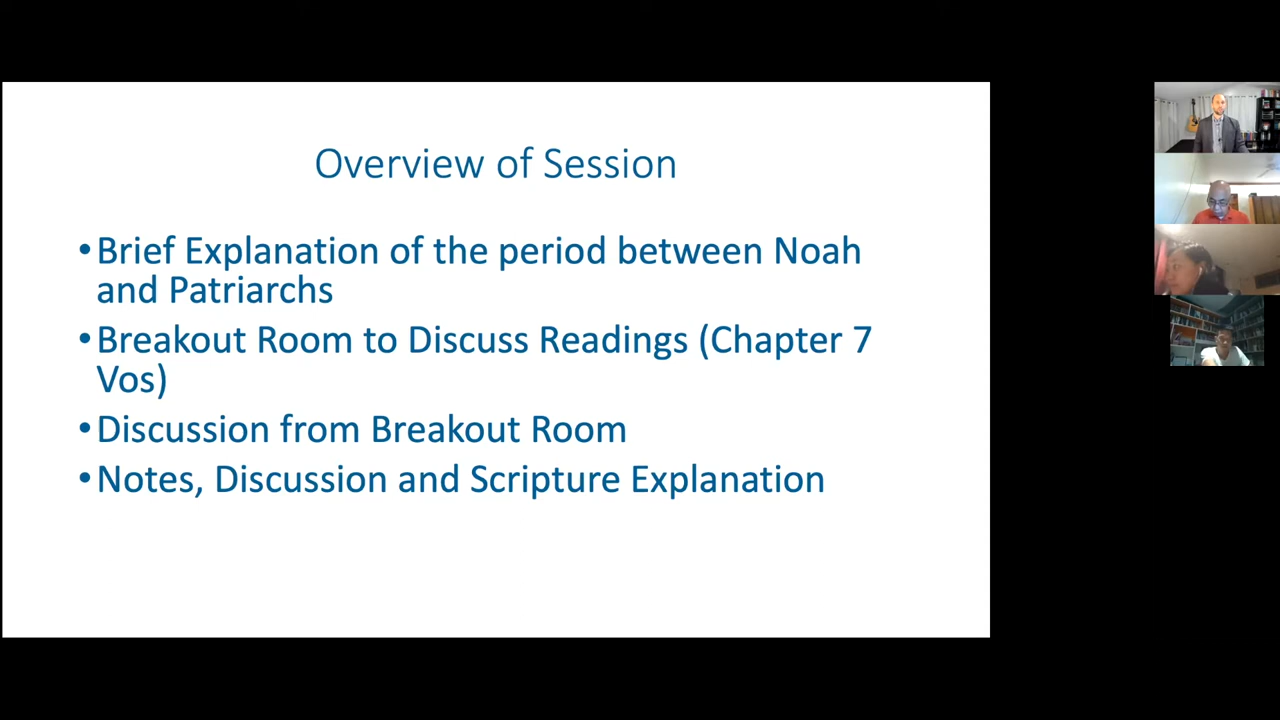 Overview of Session
•Brief Explanation of the period between Noah
and Patriarchs
•Breakout Room to Discuss Readings (Chapter 7
Vos)
•Discussion from Breakout Room
•Notes, Discussion and Scripture Explanation